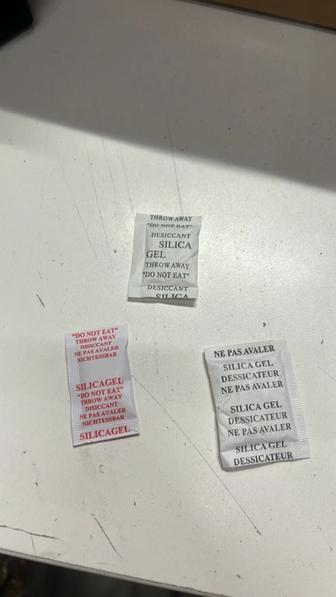 THROW AWAY
"DO NOT EAT"
DESICCANT
SILICA
GEL
THROW AWAY
"DO NOT EAT"
DESICCANT
SILICA
"DO NOT EAT"
THROW AWAY
DISICCANT
NE PAS AVALER
NICHTESSBAR
SILICAGEL
"DO NOT EAT"
THROW AWAY
DISICCANT
NE PAS AVALER
NICHTESSBAR
SILICAGEL
NE PAS AVALER
SILICA GEL
DESSICATEUR
NE PAS AVALER
SILICA GEL
DESSICATEUR
NE PAS AVALER
SILICA GEL
DESSICATEUR